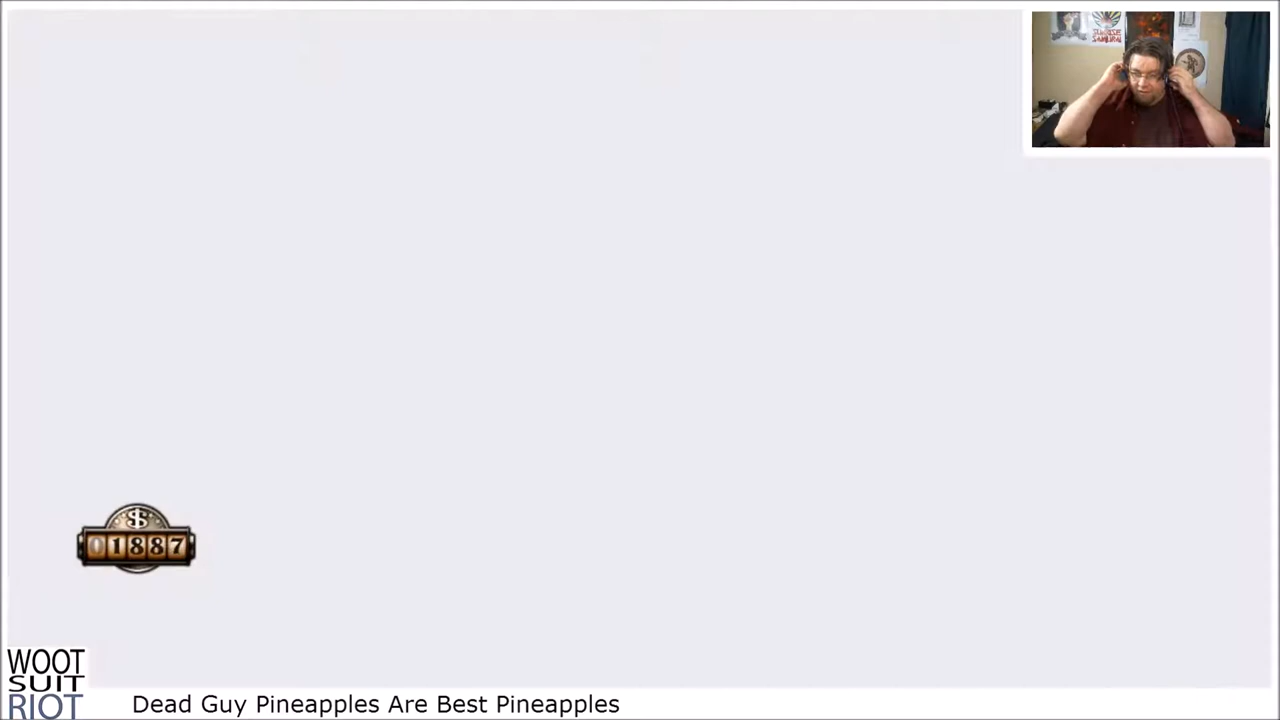 $
01887
WOOT
SUIT
RIOT
Dead Guy Pineapples Are Best Pineapples